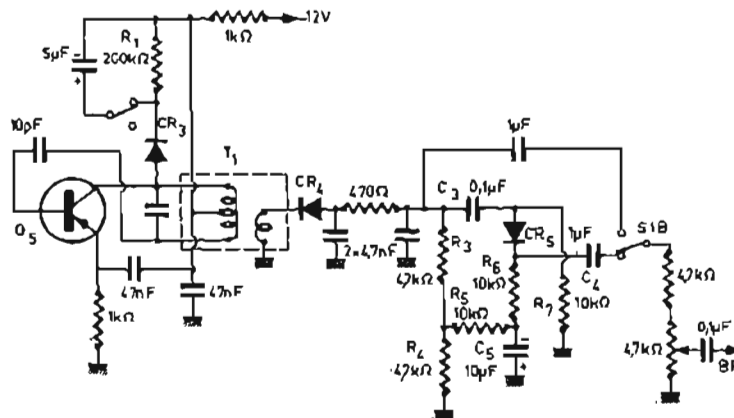 12V
1kΩ
5µF
-
+
R1
200kΩ
10pF
CR3
T1
Q5
47nF
1kΩ
47nF
CR4
470Ω
2×4,7nF
1µF
C3
0,1µF
CR5
R3
4,7kΩ
R5
10kΩ
R6
10kΩ
1µF
C4
S1B
R7
10kΩ
R4
4,7kΩ
C5
10µF
-
+
4,7kΩ
4,7kΩ
0,1µF